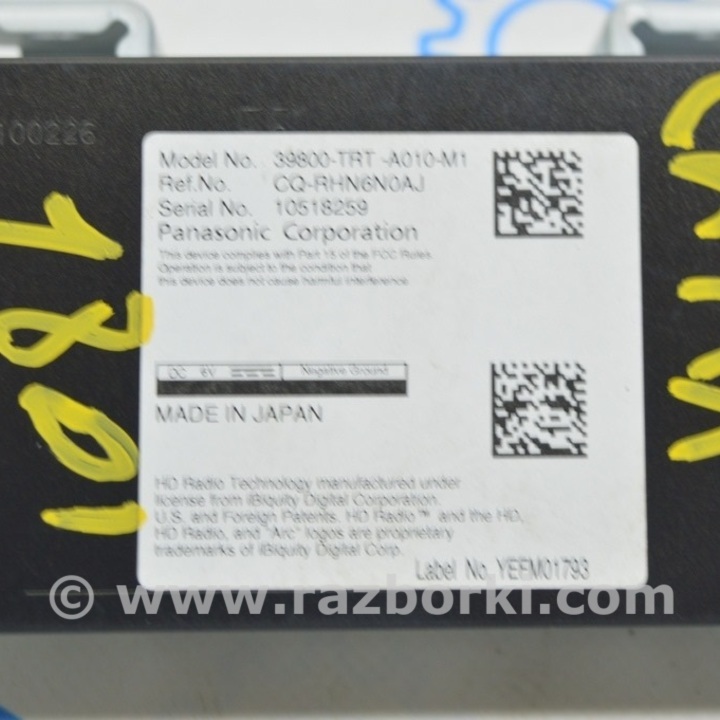 100226
Model No. 39800-TRT -A010-M1
Ref.No. CQ-RHN6N0AJ
Serial No. 10518259
Panasonic Corporation
This device complies with Part 15 of the FCC Rules
Operation is subject to the condition that
this device does not cause harmful interference.
DC 8V Negative Ground
MADE IN JAPAN
HD Radio Technology manufactured under
license from iBiquity Digital Corporation.
U.S. and Foreign Patents. HD Radio™ and the HD,
HD Radio, and "Arc" logos are proprietary
trademarks of iBiquity Digital Corp.
Label No. YEFM01793
© www.razborki.com